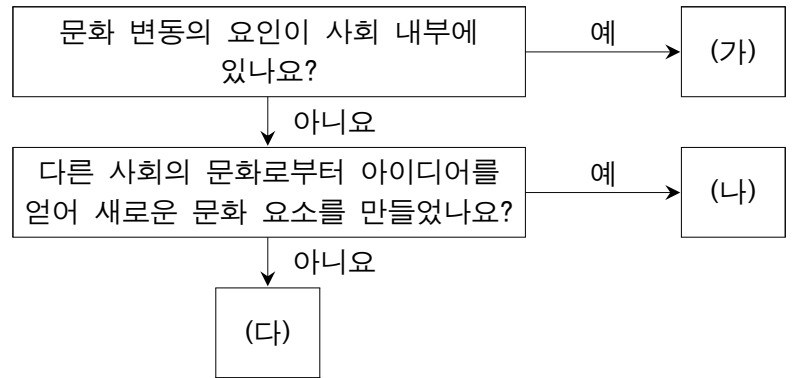 문화 변동의 요인이 사회 내부에
있나요?
예
(가)
아니요
다른 사회의 문화로부터 아이디어를
얻어 새로운 문화 요소를 만들었나요?
예
(나)
아니요
(다)